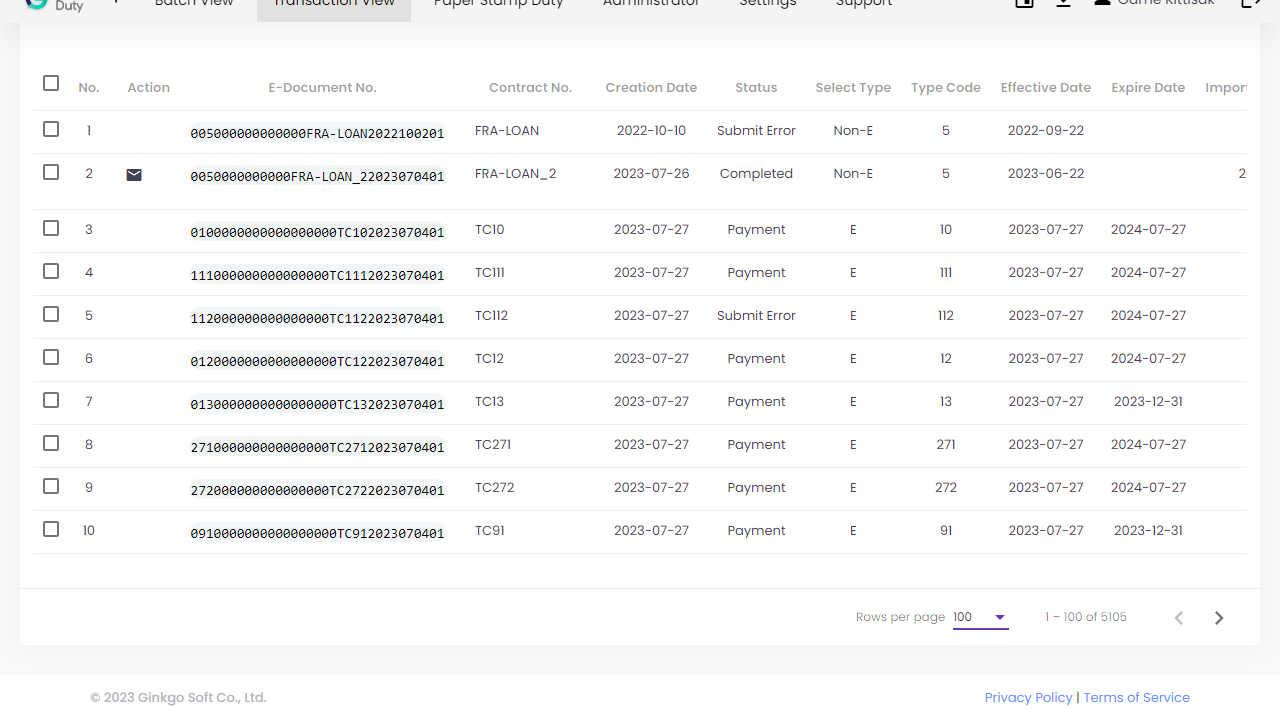 Duty Batch View Transaction View Paper Stamp Duty Administrator Settings Support Game Kittisak
No. Action E-Document No. Contract No. Creation Date Status Select Type Type Code Effective Date Expire Date Import
1 005000000000000FRA-LOAN2022100201 FRA-LOAN 2022-10-10 Submit Error Non-E 5 2022-09-22
2 0050000000000FRA-LOAN_22023070401 FRA-LOAN_2 2023-07-26 Completed Non-E 5 2023-06-22 2
3 0100000000000000000TC102023070401 TC10 2023-07-27 Payment E 10 2023-07-27 2024-07-27
4 111000000000000000TC1112023070401 TC111 2023-07-27 Payment E 111 2023-07-27 2024-07-27
5 112000000000000000TC1122023070401 TC112 2023-07-27 Submit Error E 112 2023-07-27 2024-07-27
6 0120000000000000000TC122023070401 TC12 2023-07-27 Payment E 12 2023-07-27 2024-07-27
7 0130000000000000000TC132023070401 TC13 2023-07-27 Payment E 13 2023-07-27 2023-12-31
8 271000000000000000TC2712023070401 TC271 2023-07-27 Payment E 271 2023-07-27 2024-07-27
9 272000000000000000TC2722023070401 TC272 2023-07-27 Payment E 272 2023-07-27 2024-07-27
10 0910000000000000000TC912023070401 TC91 2023-07-27 Payment E 91 2023-07-27 2023-12-31
Rows per page 100 1 – 100 of 5105
© 2023 Ginkgo Soft Co., Ltd. Privacy Policy | Terms of Service